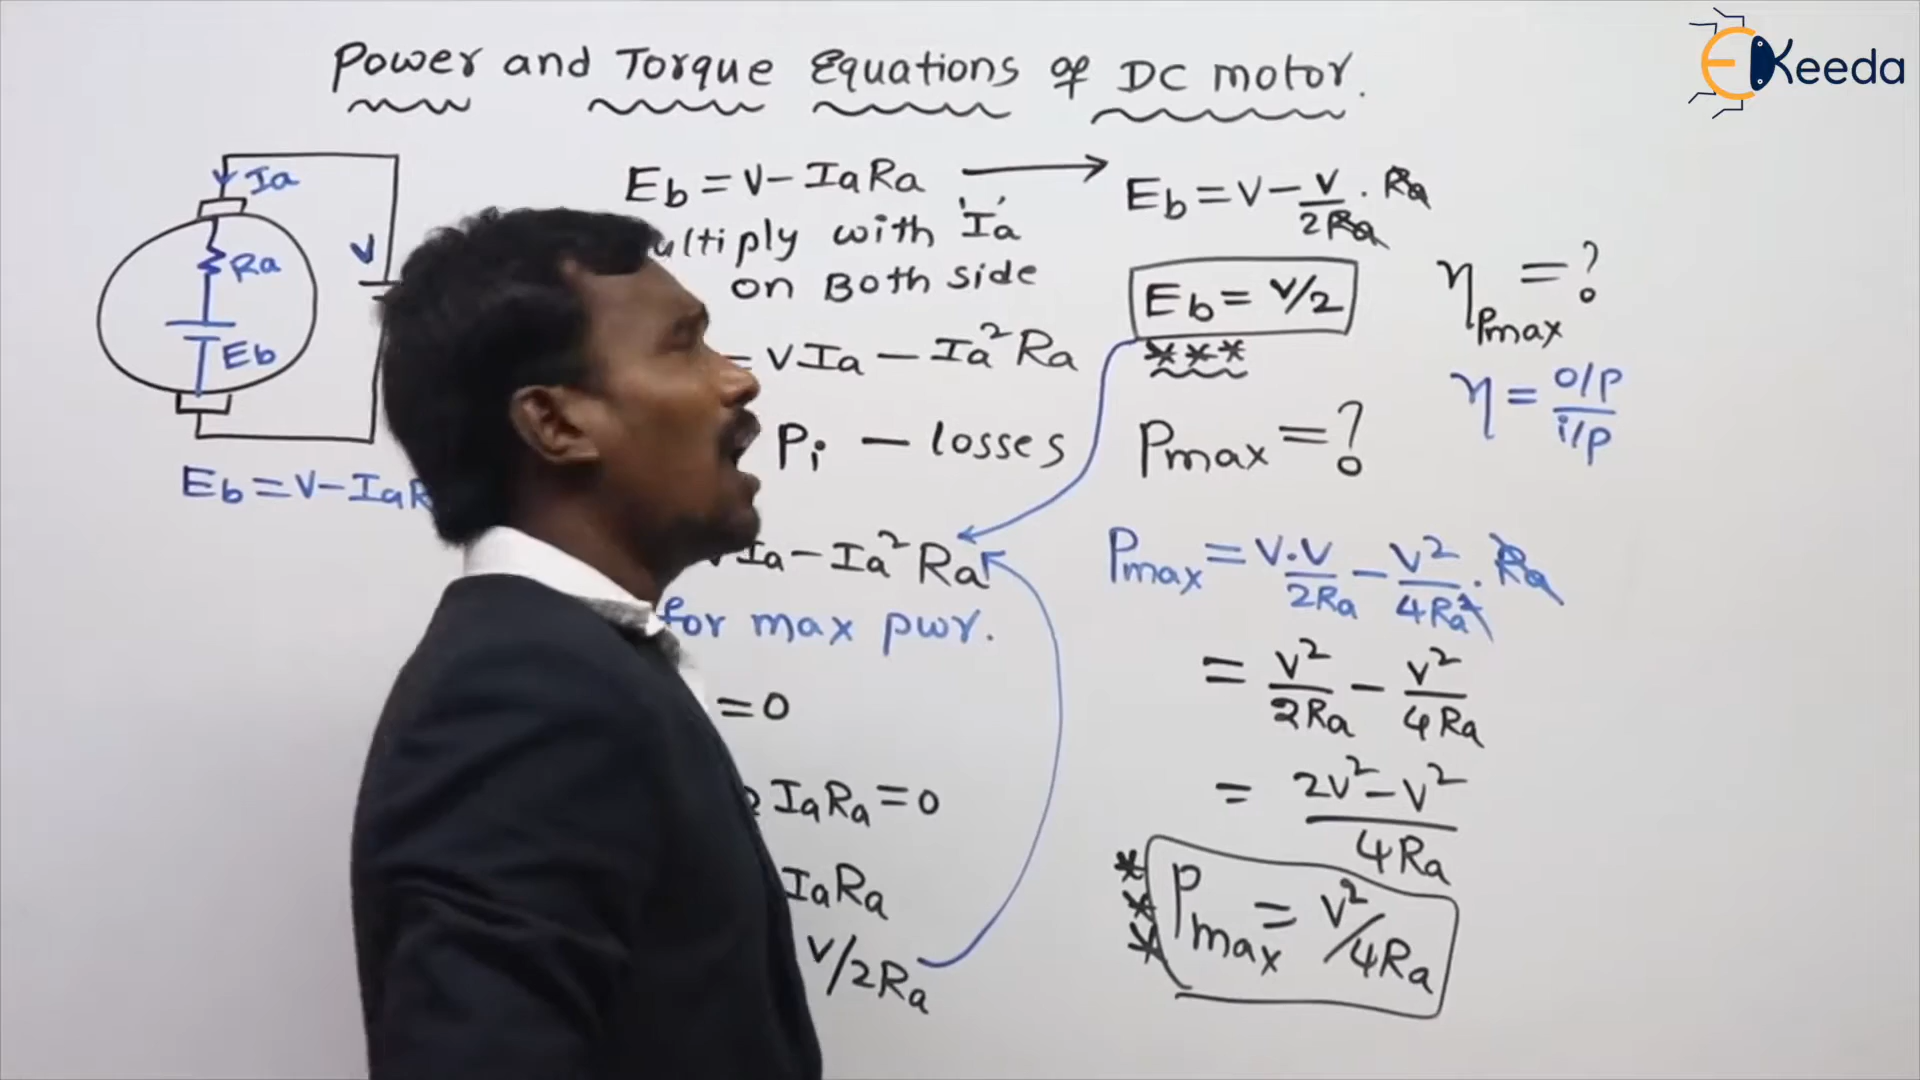 Power and Torque Equations of DC motor.
EKeeda
Ia
Ra
V
Eb
Eb = V - IaR
Eb = V - IaRa
ultiply with 'Ia'
on Both side
= VIa - Ia²Ra
Pi - losses
Ia - Ia²Ra
for max pwr.
= 0
2 IaRa = 0
IaRa
V/2Ra
Eb = V - V/2Ra . Ra
Eb = V/2
***
Pmax = ?
Pmax = V.V/2Ra - V²/4Ra² . Ra
= V²/2Ra - V²/4Ra
= 2V² - V²/4Ra
***
Pmax = V²/4Ra
ηPmax = ?
η = o/p / i/p